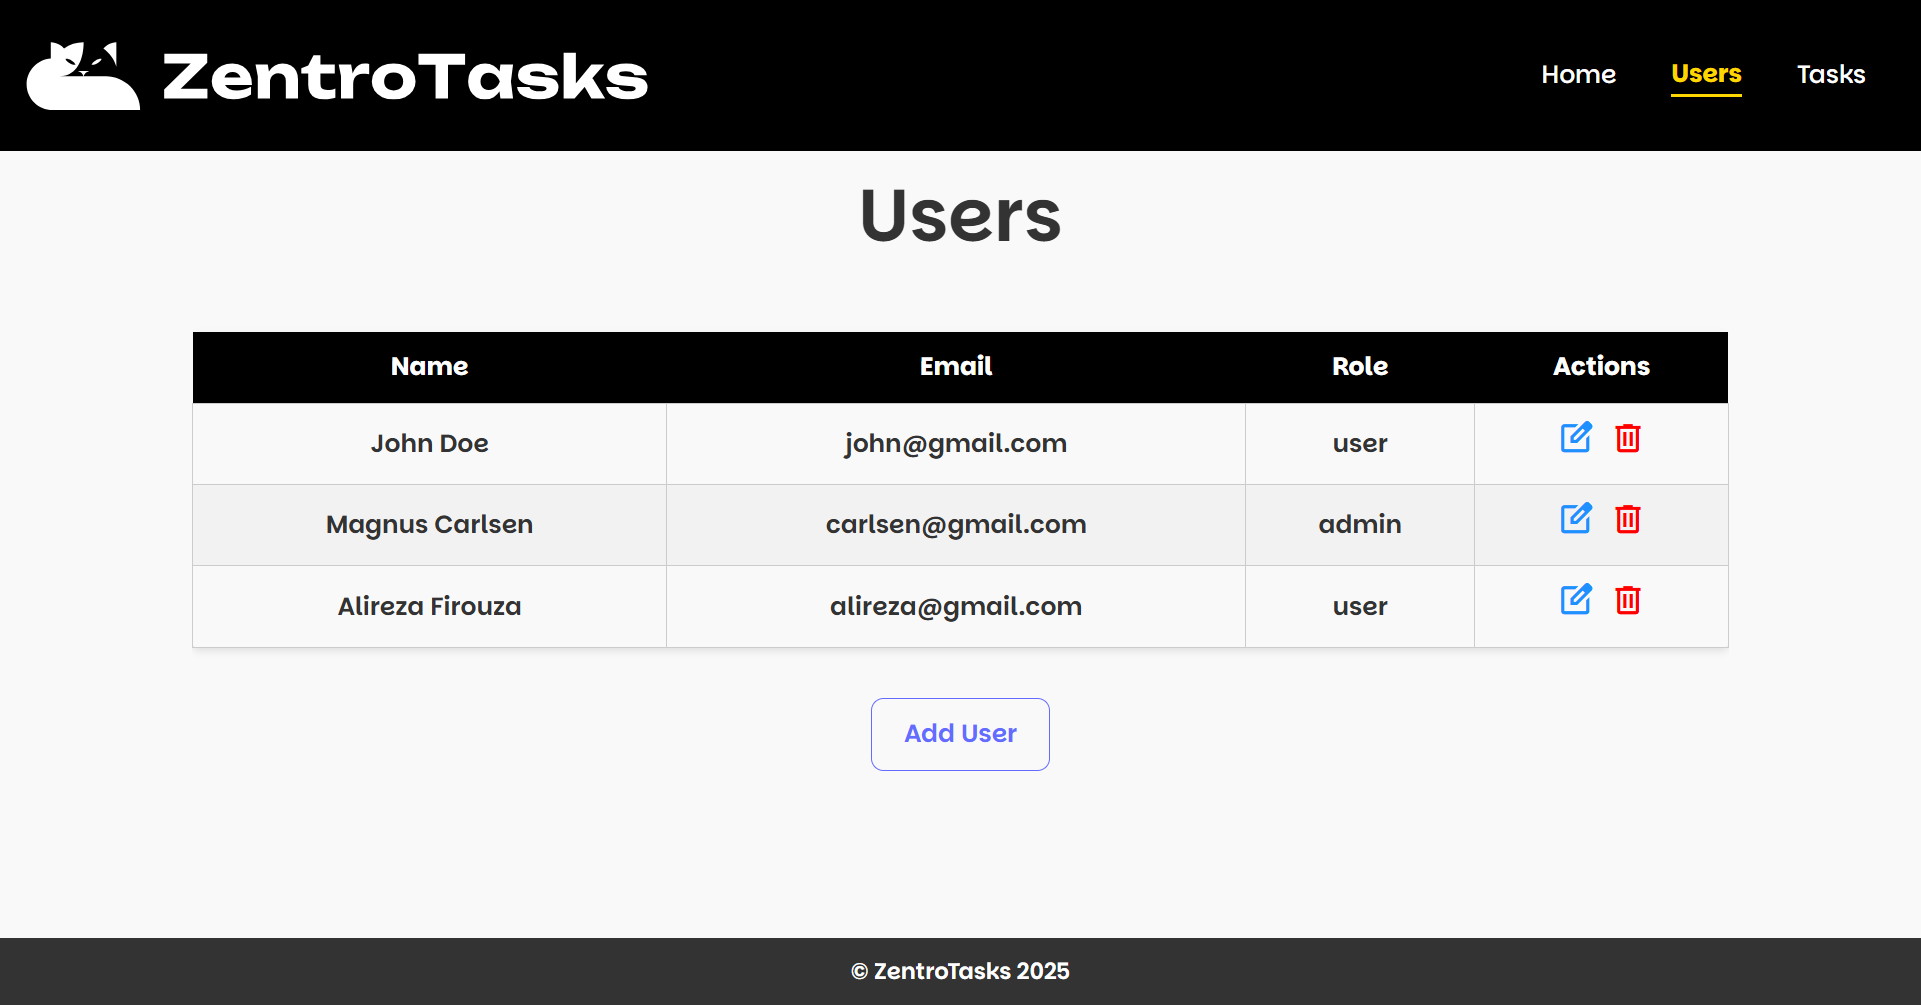 ZentroTasks
Home Users Tasks
Users
Name Email Role Actions
John Doe john@gmail.com user
Magnus Carlsen carlsen@gmail.com admin
Alireza Firouza alireza@gmail.com user
Add User
© ZentroTasks 2025